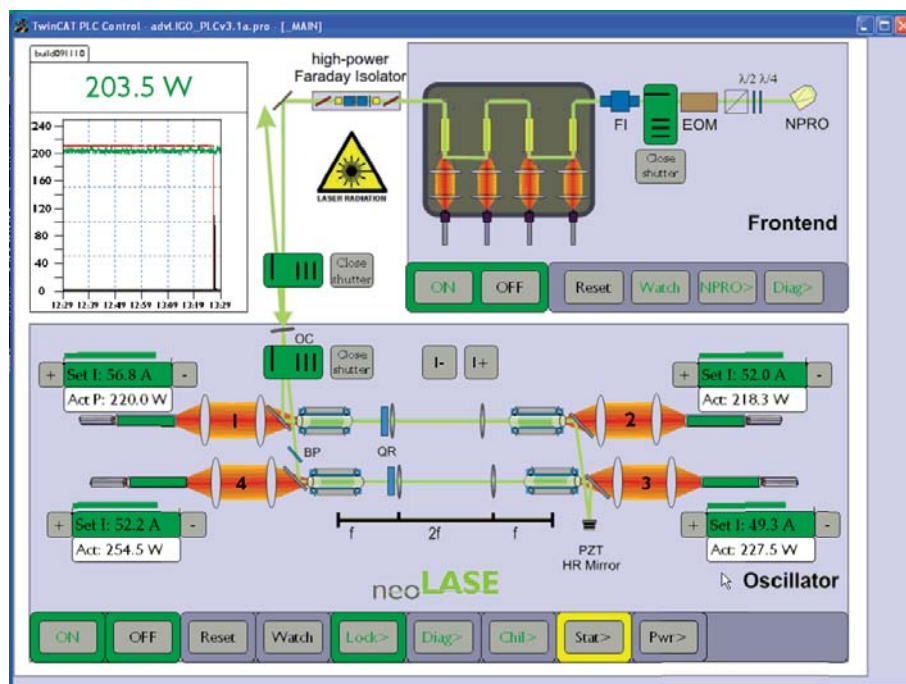 TwinCAT PLC Control - advLIGO_PLCv3.1a.pro - [_MAIN]
build091110
203.5 W
240
200
160
120
80
40
0
12:29 12:39 12:49 12:59 13:09 13:19 13:29
high-power
Faraday Isolator
LASER RADIATION
λ/2 λ/4
FI
EOM
NPRO
Close
shutter
Frontend
ON
OFF
Reset
Watch
NPRO>
Diag>
Close
shutter
OC
Close
shutter
I-
I+
+
Set I: 56.8 A
-
Act P: 220.0 W
+
Set I: 52.0 A
-
Act: 218.3 W
1
2
BP
QR
4
3
+
Set I: 52.2 A
-
Act: 254.5 W
f
2f
f
PZT
HR Mirror
+
Set I: 49.3 A
-
Act: 227.5 W
neoLASE
Oscillator
ON
OFF
Reset
Watch
Lock>
Diag>
Chil>
Stat>
Pwr>